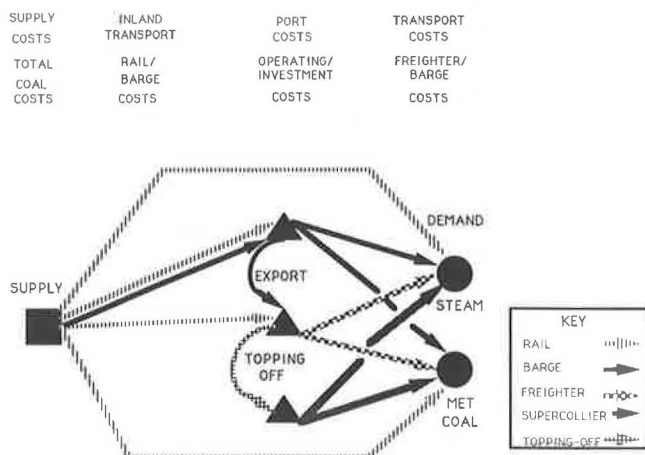 SUPPLY
COSTS
INLAND
TRANSPORT
PORT
COSTS
TRANSPORT
COSTS
TOTAL
COAL
COSTS
RAIL/
BARGE
COSTS
OPERATING/
INVESTMENT
COSTS
FREIGHTER/
BARGE
COSTS
DEMAND
EXPORT
SUPPLY
STEAM
TOPPING
OFF
MET
COAL
KEY
RAIL
BARGE
FREIGHTER
SUPERCOLLIER
TOPPING-OFF